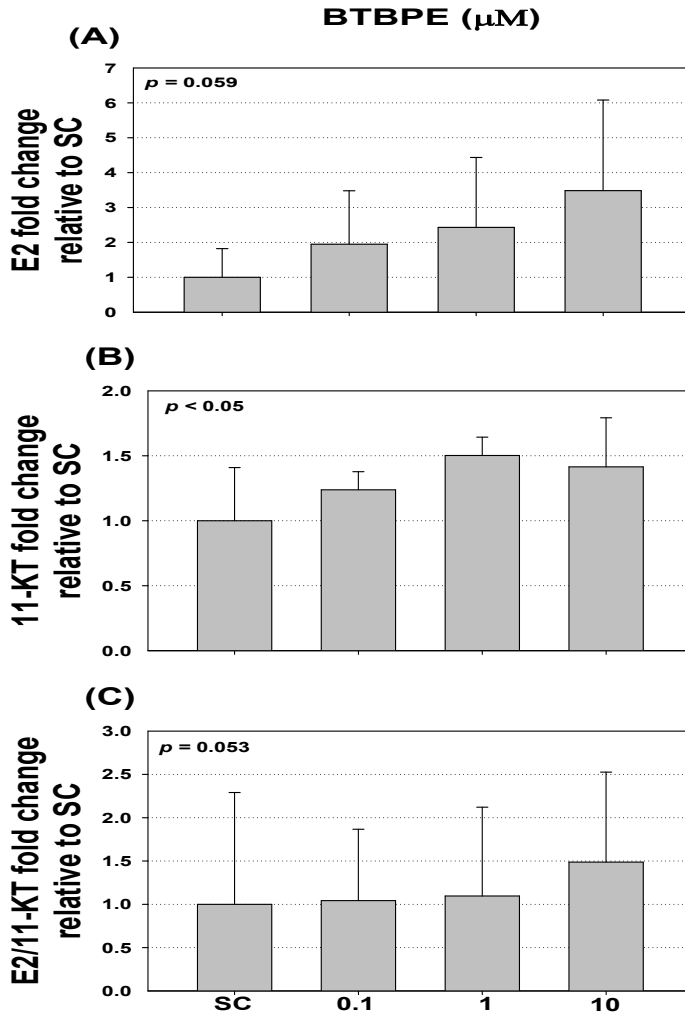 BTBPE (μM)
(A)
p = 0.059
E2 fold change
relative to SC
7
6
5
4
3
2
1
0
(B)
p < 0.05
11-KT fold change
relative to SC
2.0
1.5
1.0
0.5
0.0
(C)
p = 0.053
E2/11-KT fold change
relative to SC
3.0
2.5
2.0
1.5
1.0
0.5
0.0
SC 0.1 1 10